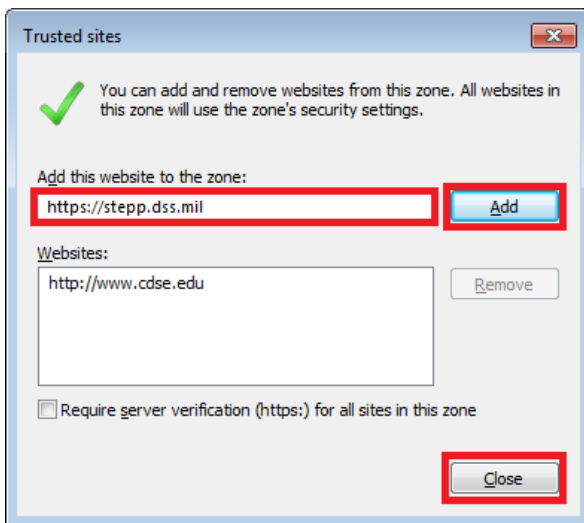 Trusted sites
You can add and remove websites from this zone. All websites in
this zone will use the zone's security settings.
Add this website to the zone:
https://stepp.dss.mil
Add
Websites:
http://www.cdse.edu
Remove
Require server verification (https:) for all sites in this zone
Close